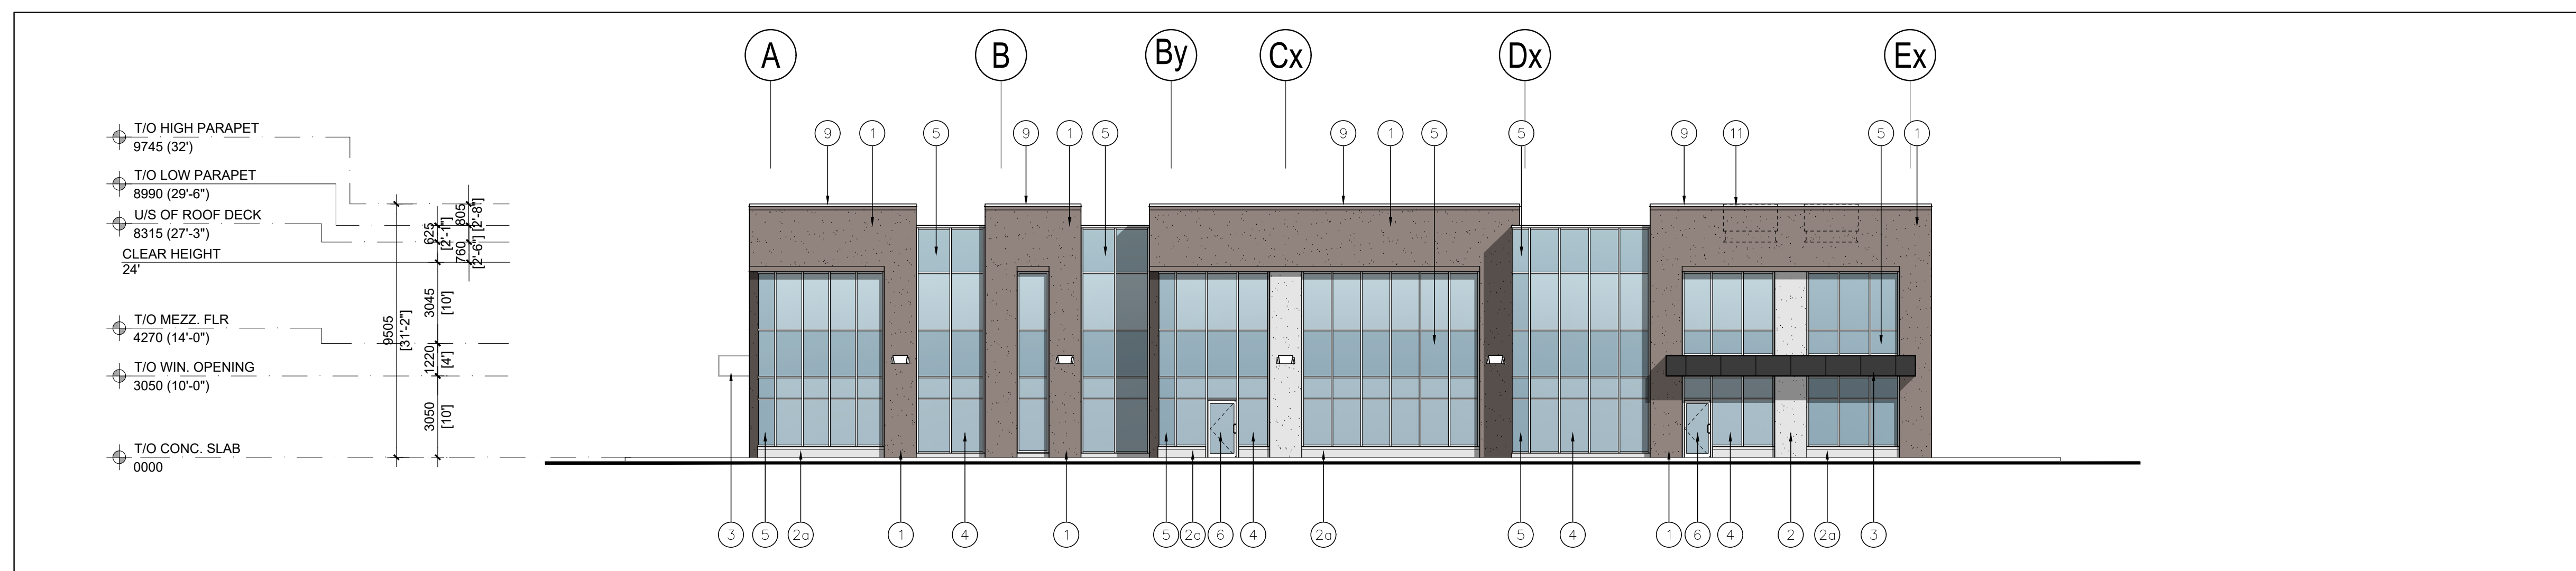 A B By Cx Dx Ex
9 1 5 9 1 5 9 1 5 5 9 11 5 1
T/O HIGH PARAPET
9745 (32')
T/O LOW PARAPET
8990 (29'-6")
U/S OF ROOF DECK
8315 (27'-3")
CLEAR HEIGHT
24'
T/O MEZZ. FLR
4270 (14'-0")
T/O WIN. OPENING
3050 (10'-0")
T/O CONC. SLAB
0000
9505
[31'-2"]
625
[2'-1"]
3045
[10']
1220
[4']
3050
[10']
805
[2'-8"]
760
[2'-6"]
3 5 2a 1 4 1 5 2a 6 4 2a 5 4 1 6 4 2 2a 3